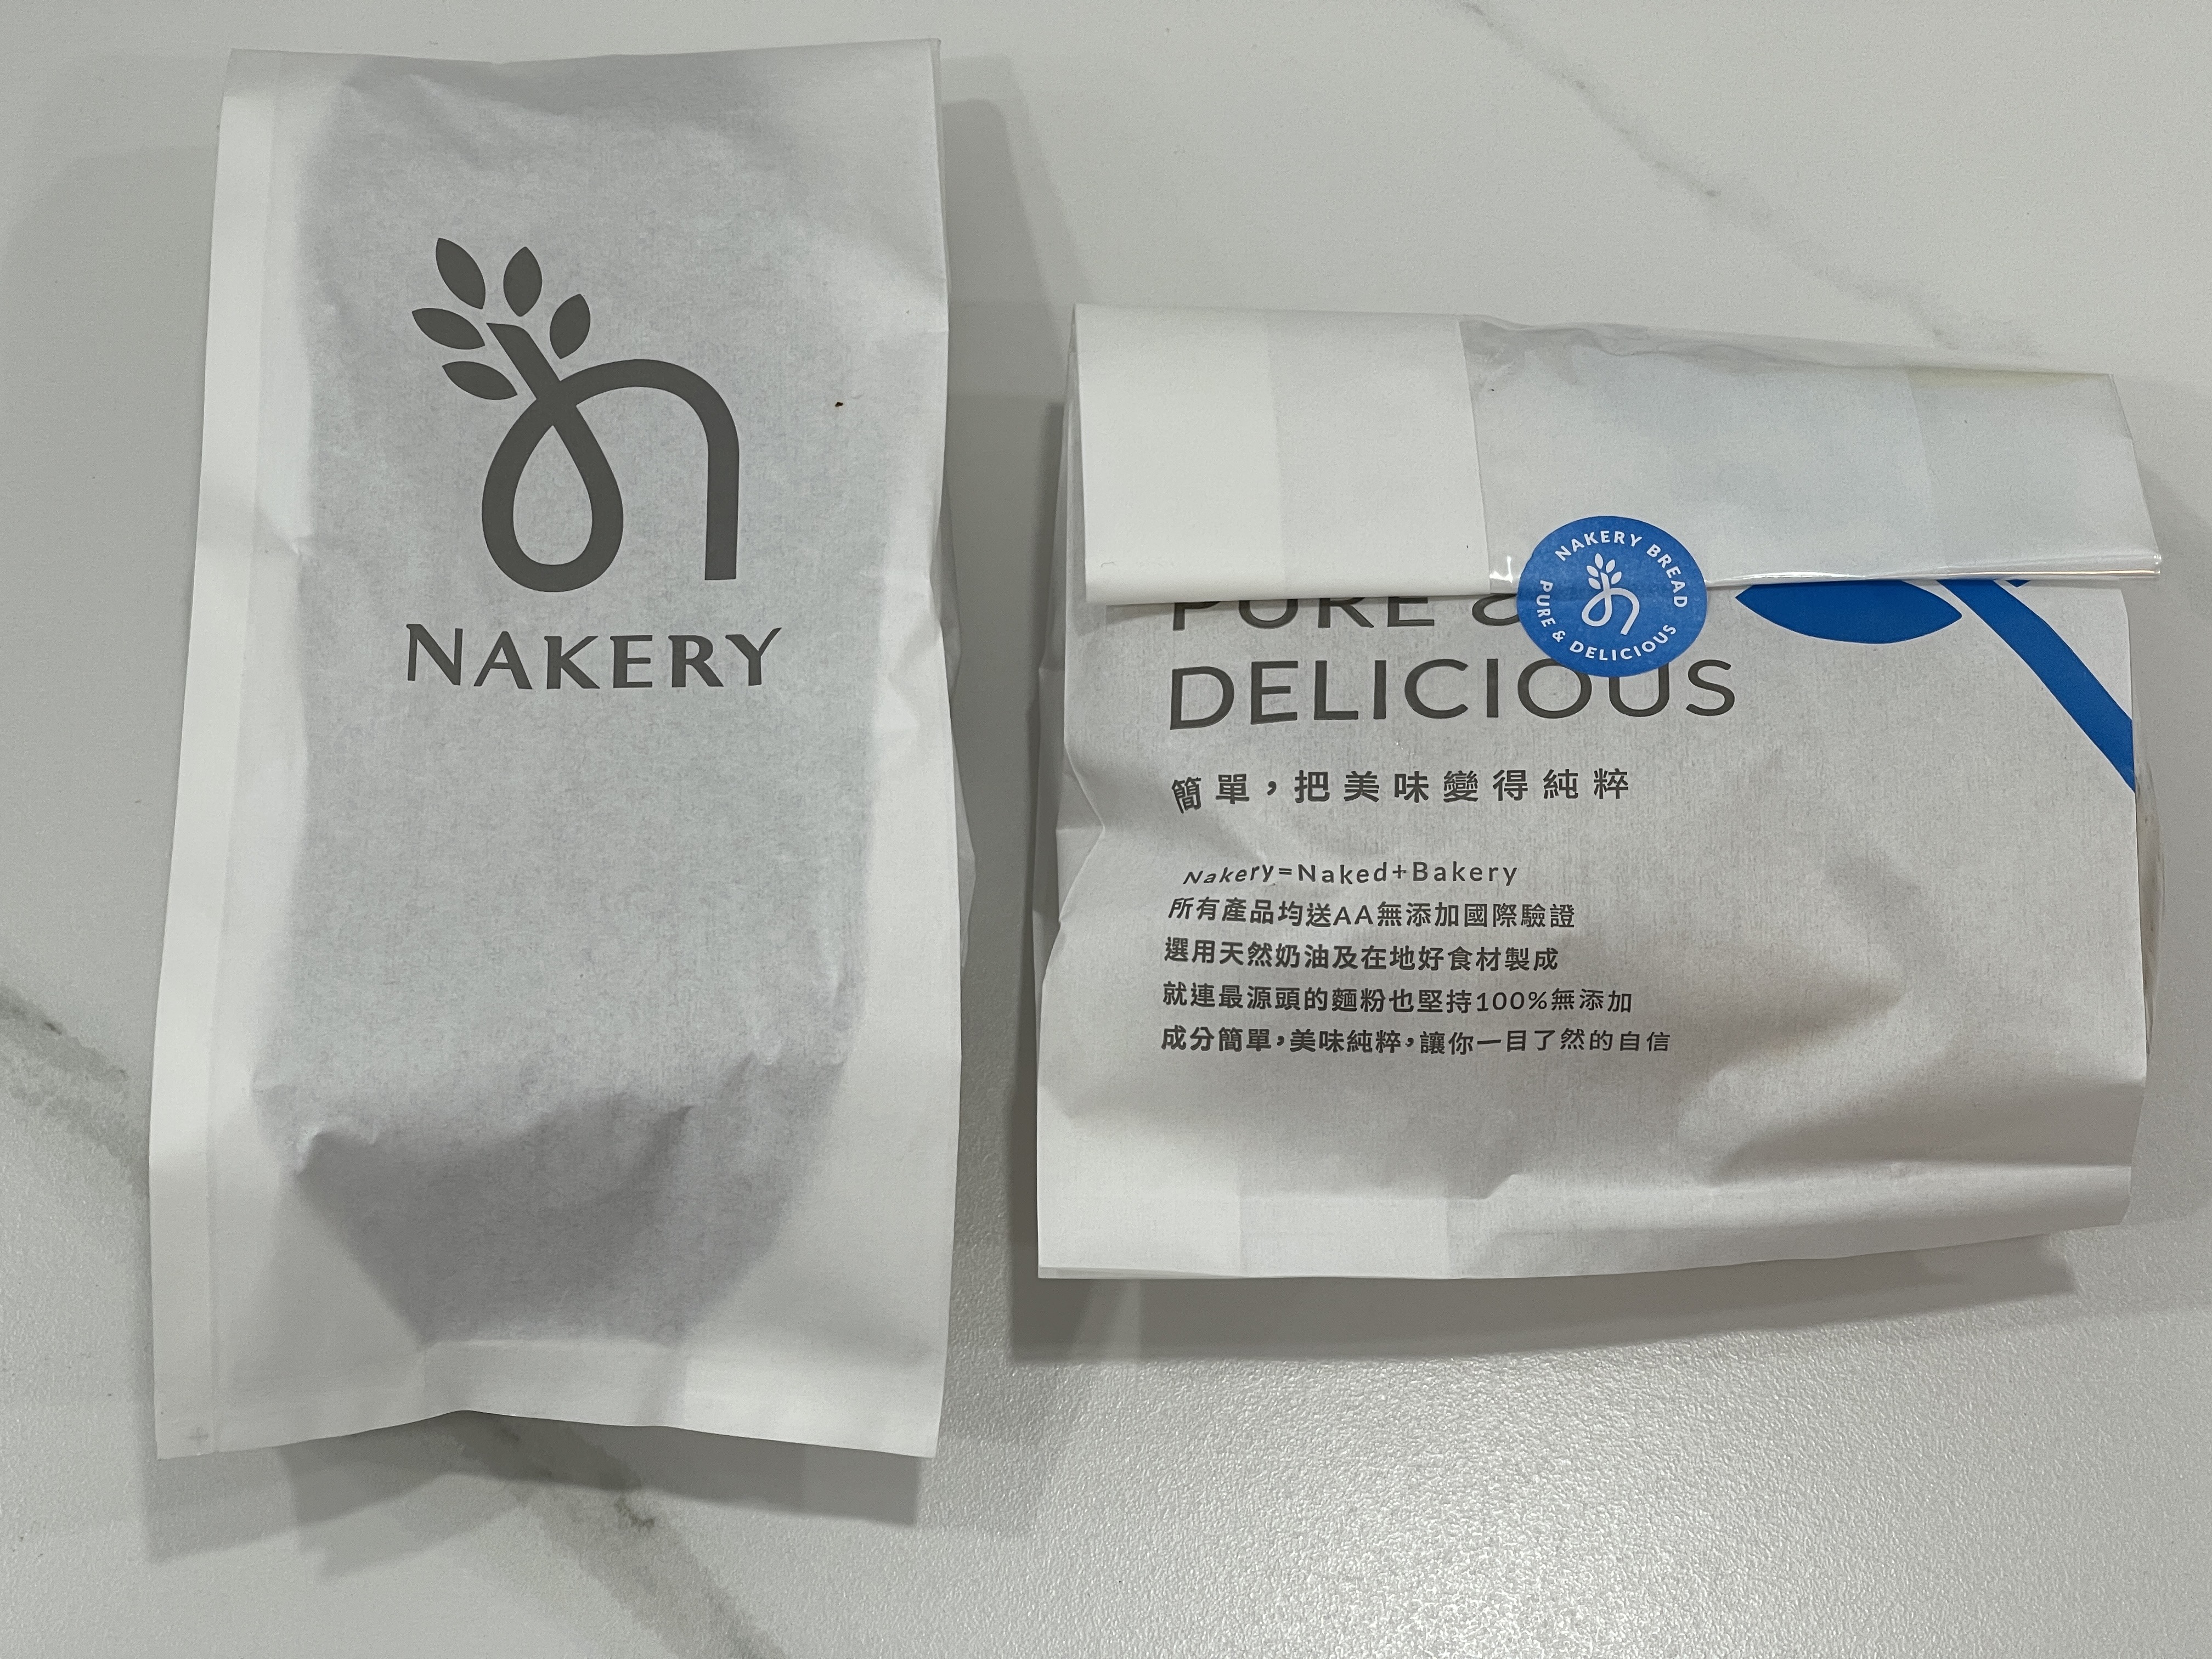 NAKERY
PURE &
DELICIOUS
NAKERY BREAD
PURE & DELICIOUS
簡單，把美味變得純粹
Nakery=Naked+Bakery
所有產品均送AA無添加國際驗證
選用天然奶油及在地好食材製成
就連最源頭的麵粉也堅持100%無添加
成分簡單，美味純粹，讓你一目了然的自信